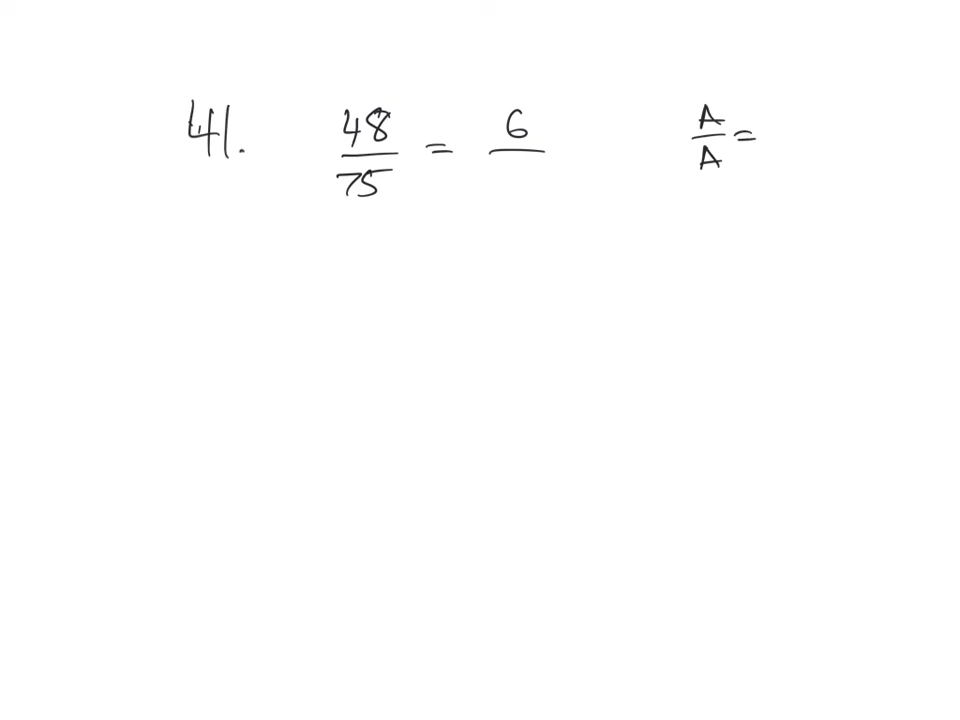 41. 48/75 = 6/ A/A =